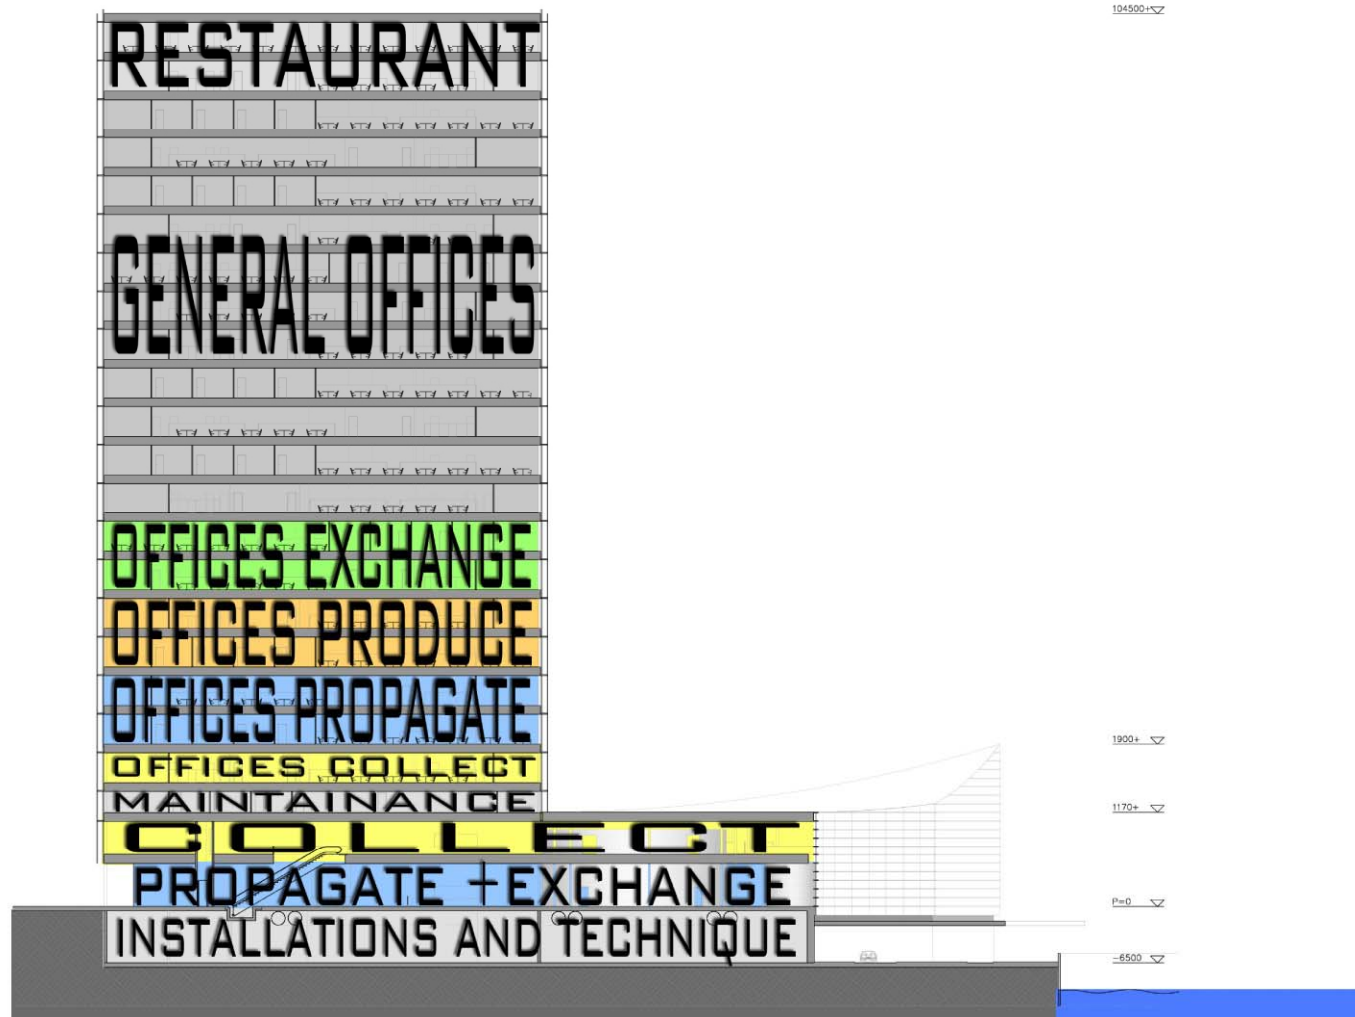 104500+
RESTAURANT
GENERAL OFFICES
OFFICES EXCHANGE
OFFICES PRODUCE
OFFICES PROPAGATE
1900+
OFFICES COLLECT
MAINTAINANCE
1170+
COLLECT
PROPAGATE +EXCHANGE
P=0
INSTALLATIONS AND TECHNIQUE
-6500